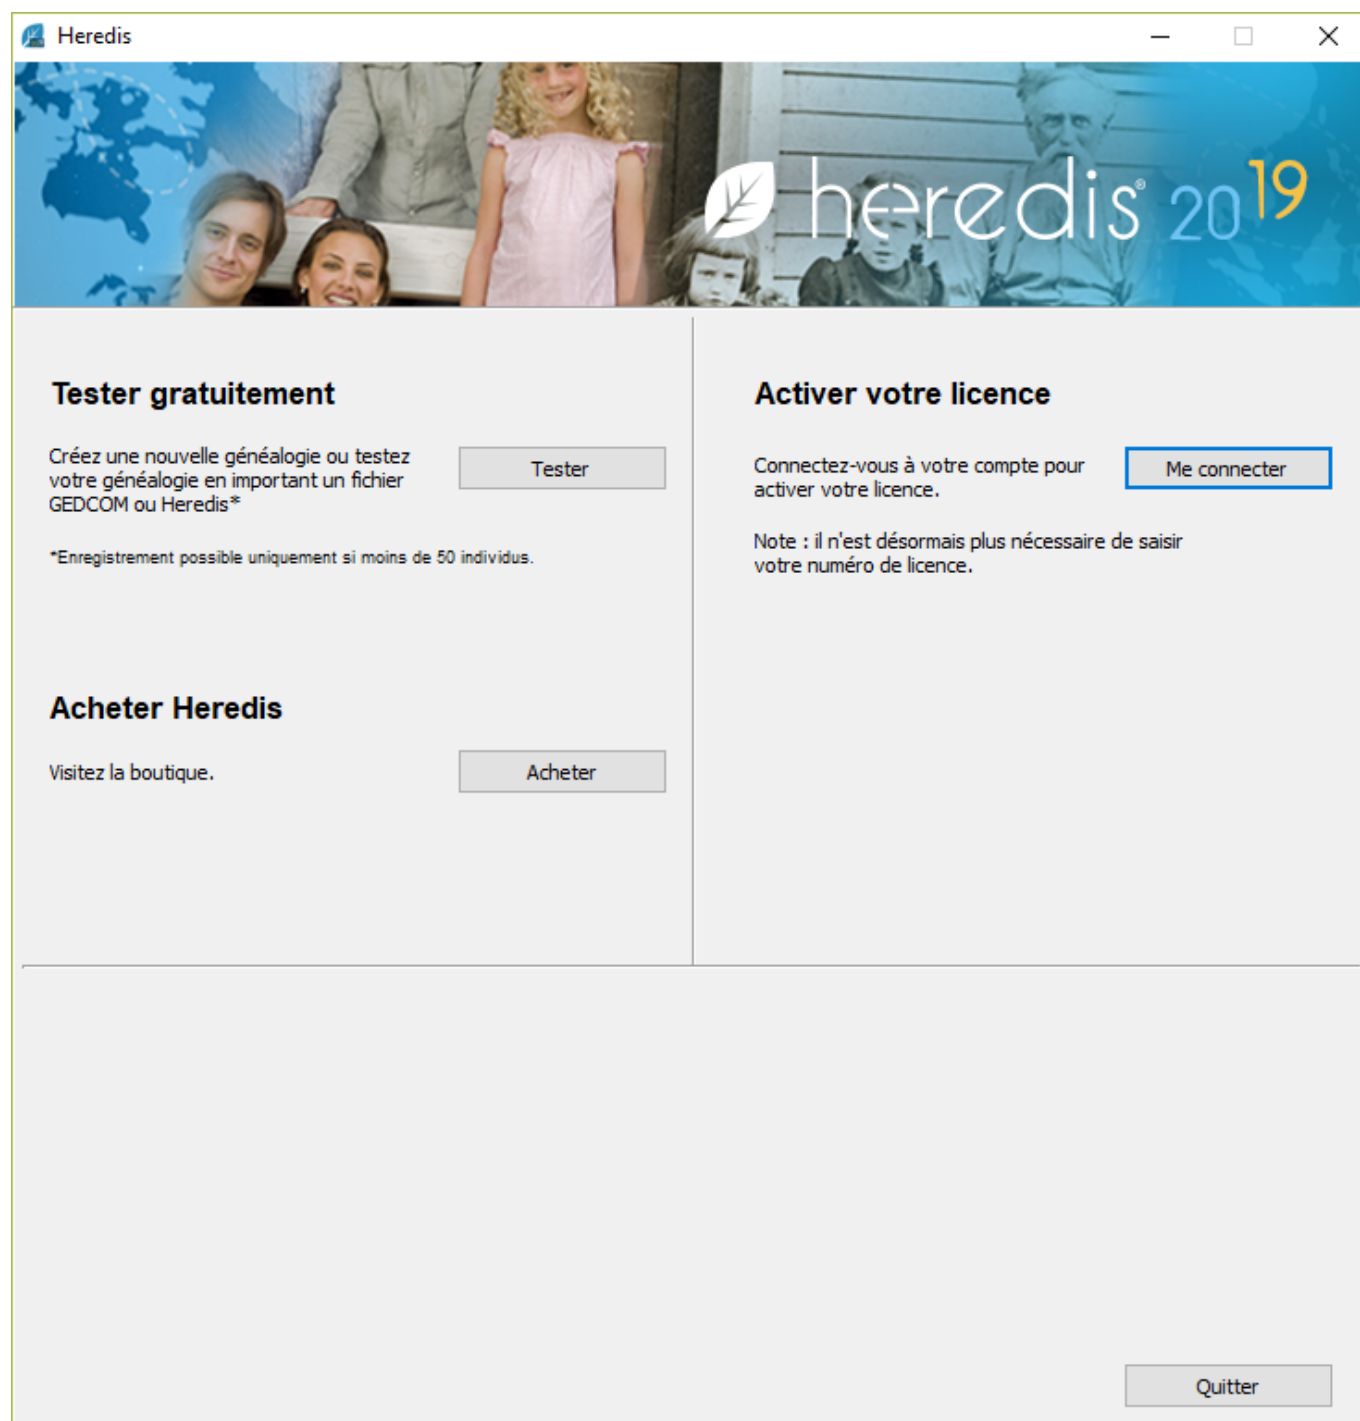 Heredis
heredis® 2019
Tester gratuitement
Créez une nouvelle généalogie ou testez
votre généalogie en important un fichier
GEDCOM ou Heredis*
Tester
*Enregistrement possible uniquement si moins de 50 individus.
Acheter Heredis
Visitez la boutique.
Acheter
Activer votre licence
Connectez-vous à votre compte pour
activer votre licence.
Me connecter
Note : il n'est désormais plus nécessaire de saisir
votre numéro de licence.
Quitter